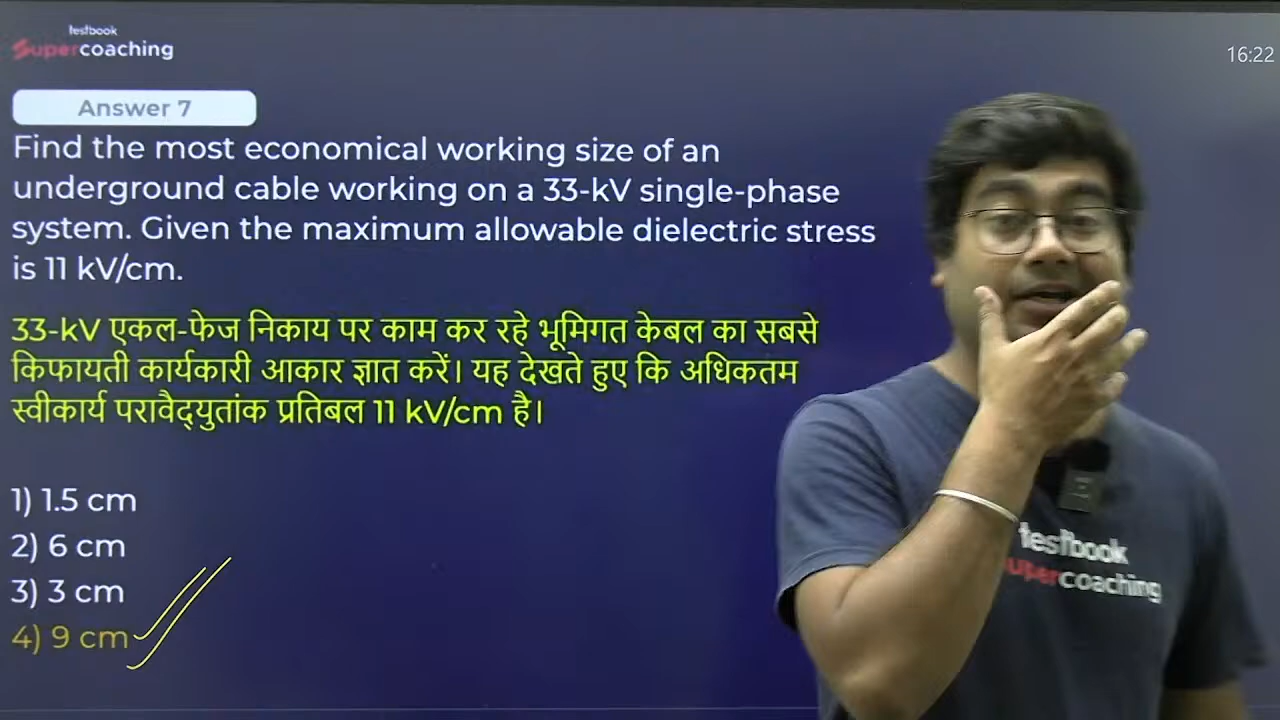 testbook
Supercoaching
16:22
Answer 7
Find the most economical working size of an
underground cable working on a 33-kV single-phase
system. Given the maximum allowable dielectric stress
is 11 kV/cm.
33-kV एकल-फेज निकाय पर काम कर रहे भूमिगत केबल का सबसे
किफायती कार्यकारी आकार ज्ञात करें। यह देखते हुए कि अधिकतम
स्वीकार्य परावैद्युतांक प्रतिबल 11 kV/cm है।
1) 1.5 cm
2) 6 cm
3) 3 cm
4) 9 cm
testbook
supercoaching